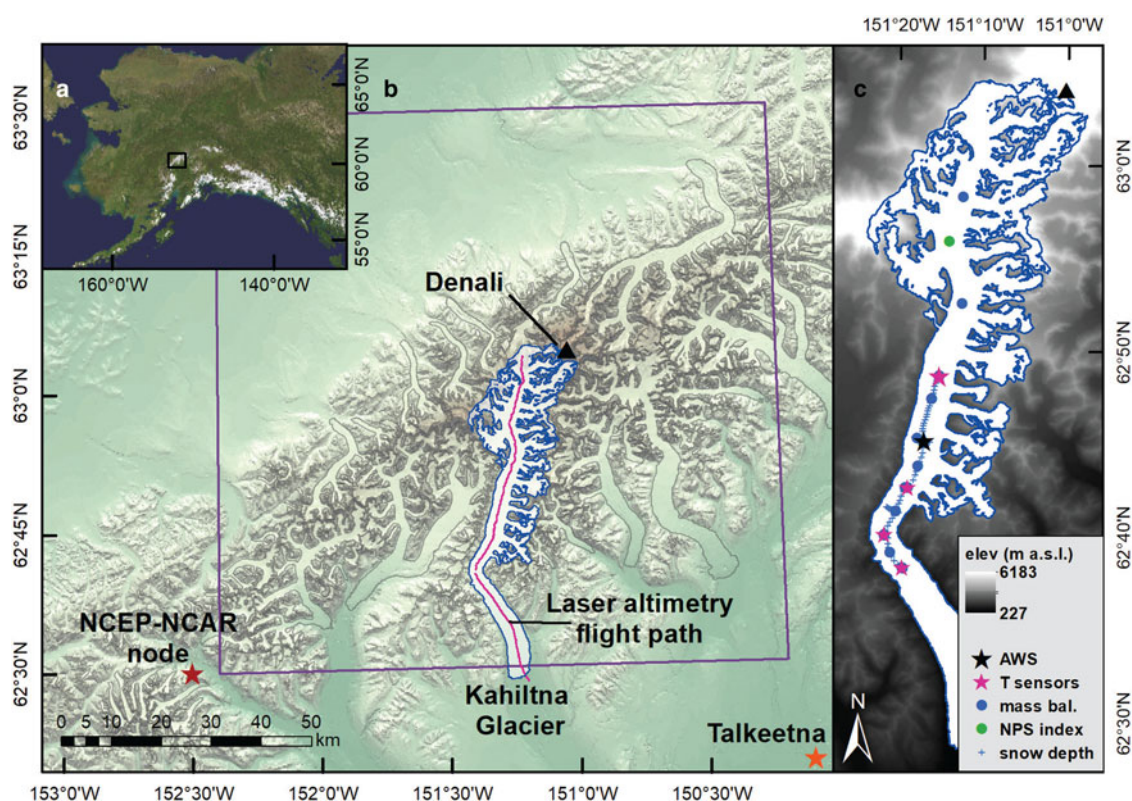 151°20'W 151°10'W 151°0'W
a
b
c
65°0'N
60°0'N
55°0'N
160°0'W
140°0'W
63°30'N
63°15'N
63°0'N
62°45'N
62°30'N
Denali
Laser altimetry
flight path
NCEP-NCAR
node
Kahiltna
Glacier
Talkeetna
0 5 10 20 30 40 50
km
153°0'W 152°30'W 152°0'W 151°30'W 151°0'W 150°30'W
63°0'N
62°50'N
62°40'N
62°30'N
elev (m a.s.l.)
6183
227
AWS
T sensors
mass bal.
NPS index
snow depth
N